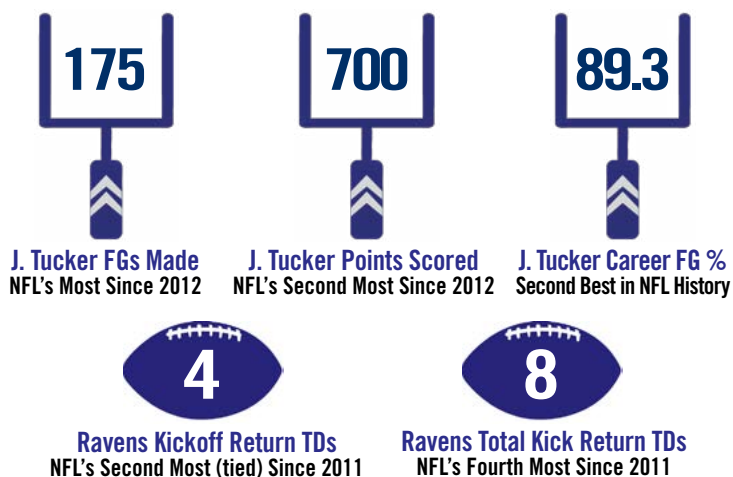 175
700
89.3
J. Tucker FGs Made
NFL's Most Since 2012
J. Tucker Points Scored
NFL's Second Most Since 2012
J. Tucker Career FG %
Second Best in NFL History
4
8
Ravens Kickoff Return TDs
NFL's Second Most (tied) Since 2011
Ravens Total Kick Return TDs
NFL's Fourth Most Since 2011